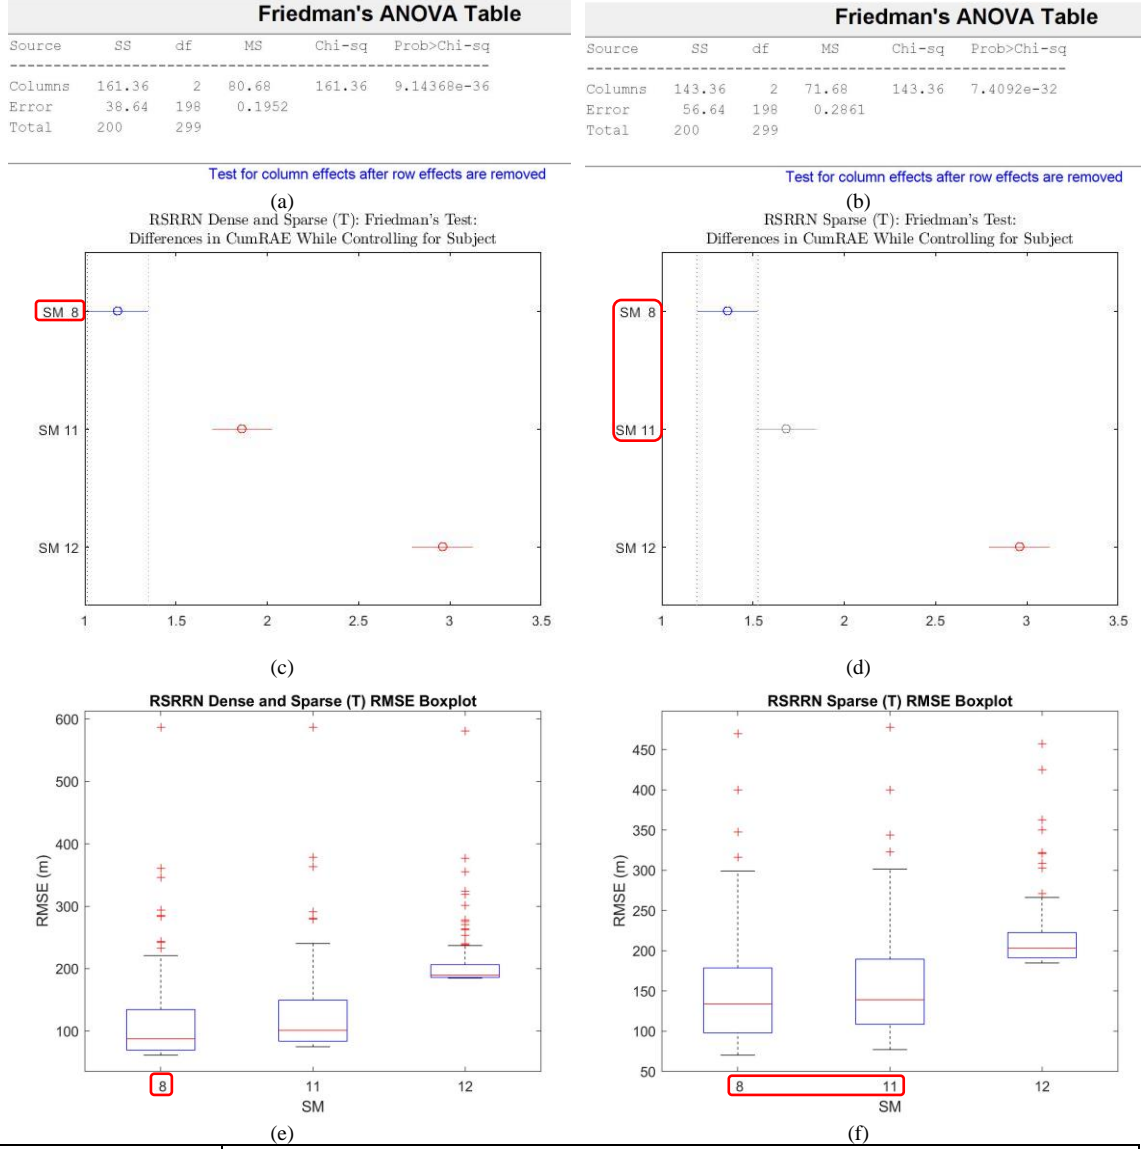 Friedman's ANOVA Table
Source SS df MS Chi-sq Prob>Chi-sq
Columns 161.36 2 80.68 161.36 9.14368e-36
Error 38.64 198 0.1952
Total 200 299
Test for column effects after row effects are removed
(a)
Friedman's ANOVA Table
Source SS df MS Chi-sq Prob>Chi-sq
Columns 143.36 2 71.68 143.36 7.4092e-32
Error 56.64 198 0.2861
Total 200 299
Test for column effects after row effects are removed
(b)
RSRRN Dense and Sparse (T): Friedman's Test:
Differences in CumRAE While Controlling for Subject
SM 8
SM 11
SM 12
1 1.5 2 2.5 3 3.5
(c)
RSRRN Sparse (T): Friedman's Test:
Differences in CumRAE While Controlling for Subject
SM 8
SM 11
SM 12
1 1.5 2 2.5 3 3.5
(d)
RSRRN Dense and Sparse (T) RMSE Boxplot
600
500
400
300
200
100
RMSE (m)
8 11 12
SM
(e)
RSRRN Sparse (T) RMSE Boxplot
450
400
350
300
250
200
150
100
50
RMSE (m)
8 11 12
SM
(f)